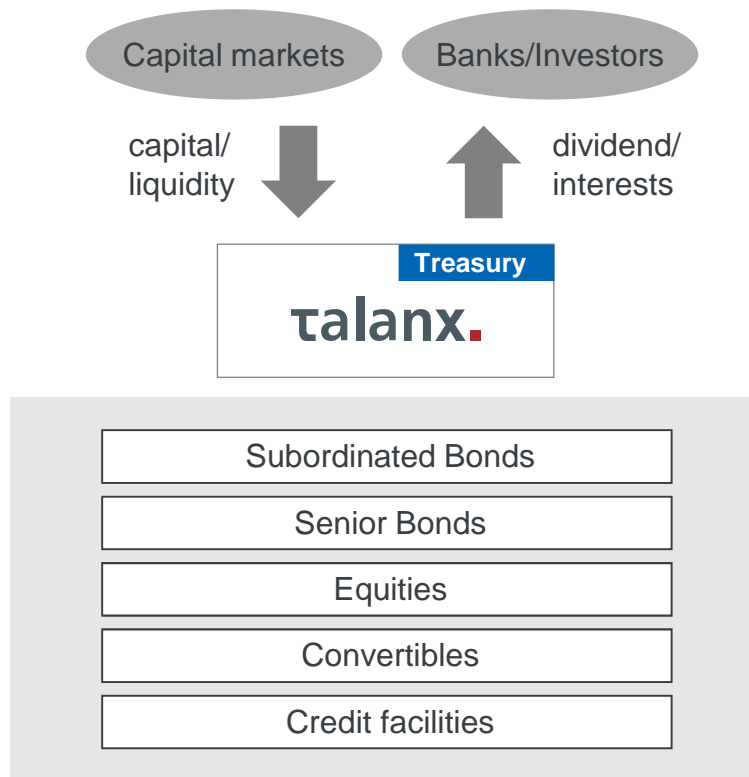 Capital markets
Banks/Investors
capital/
liquidity
dividend/
interests
Treasury
talanx.
Subordinated Bonds
Senior Bonds
Equities
Convertibles
Credit facilities